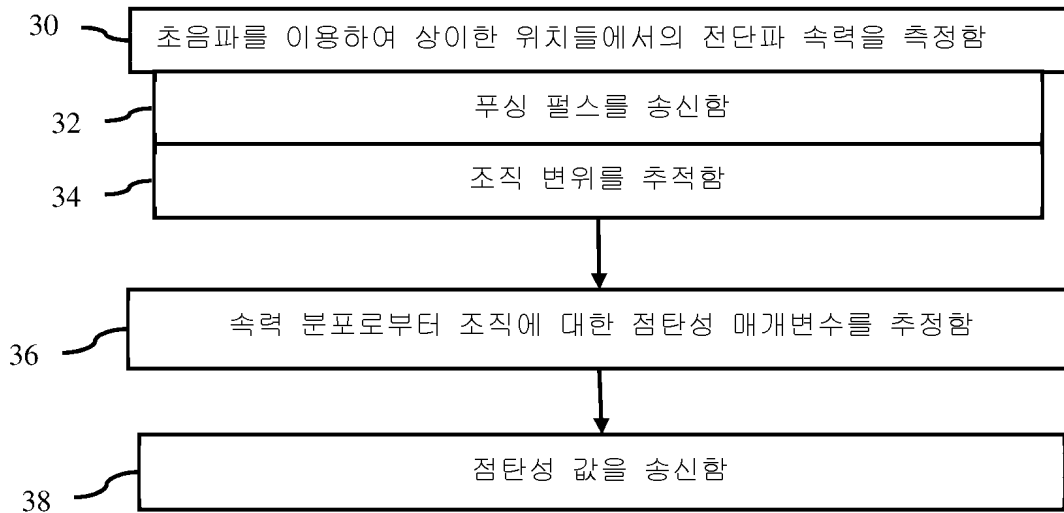 30 초음파를 이용하여 상이한 위치들에서의 전단파 속력을 측정함
32 푸싱 펄스를 송신함
34 조직 변위를 추적함
36 속력 분포로부터 조직에 대한 점탄성 매개변수를 추정함
38 점탄성 값을 송신함